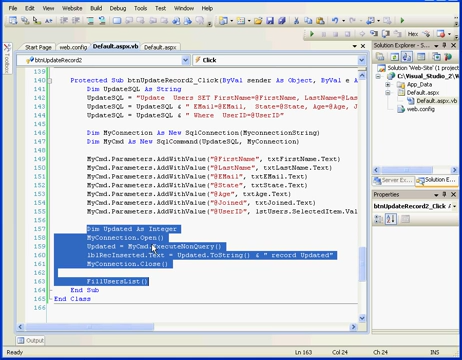 File Edit View Website Build Debug Tools Window Help
Start Page web.config Default.aspx.vb Default.aspx
btnUpdateRecord2 Click
139
140 Protected Sub btnUpdateRecord2_Click(ByVal sender As Object, ByVal e A
141 Dim UpdateSQL As String
142 UpdateSQL = "Update Users SET FirstName=@FirstName, LastName=@Las
143 UpdateSQL = UpdateSQL & " EMail=@EMail, State=@State, Age=@Age, J
144 UpdateSQL = UpdateSQL & " Where UserID=@UserID"
145
146 Dim MyConnection As New SqlConnection(MyconnectionString)
147 Dim MyCmd As New SqlCommand(UpdateSQL, MyConnection)
148
149 MyCmd.Parameters.AddWithValue("@FirstName", txtFirstName.Text)
150 MyCmd.Parameters.AddWithValue("@LastName", txtLastName.Text)
151 MyCmd.Parameters.AddWithValue("@EMail", txtEMail.Text)
152 MyCmd.Parameters.AddWithValue("@State", txtState.Text)
153 MyCmd.Parameters.AddWithValue("@Age", txtAge.Text)
154 MyCmd.Parameters.AddWithValue("@Joined", txtJoined.Text)
155 MyCmd.Parameters.AddWithValue("@UserID", lstUsers.SelectedItem.Val
156
157 Dim Updated As Integer
158 MyConnection.Open()
159 Updated = MyCmd.ExecuteNonQuery()
160 lblRecInserted.Text = Updated.ToString() & " record Updated"
161 MyConnection.Close()
162
163 FillUsersList()
164 End Sub
165 End Class
Toolbox
Solution Explorer - C:\
Solution 'Web-Site' (
C:\Visual_Studio_2\
App_Data
Default.aspx
Default.aspx.vb
web.config
Server Ex... Solution E...
Properties
btnUpdateRecord2_Click A
Output
Ready Ln 163 Col 24 Ch 24